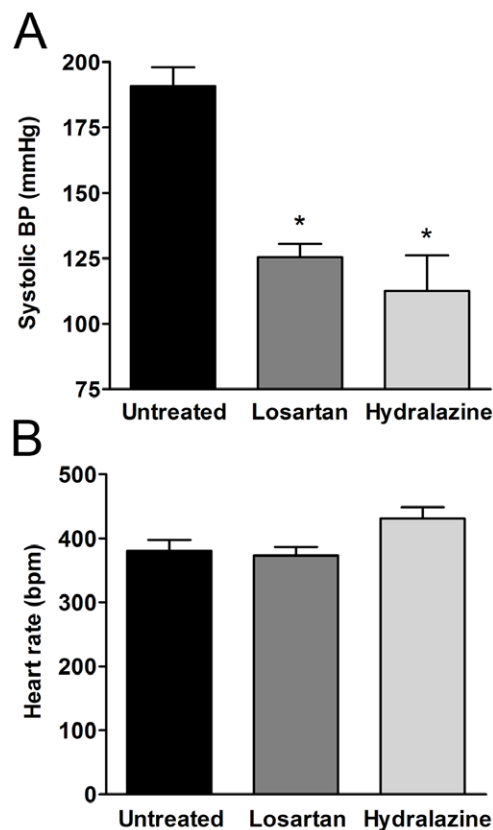 A
Systolic BP (mmHg)
200
175
150
125
100
75
*
*
Untreated Losartan Hydralazine
B
Heart rate (bpm)
500
400
300
200
100
0
Untreated Losartan Hydralazine